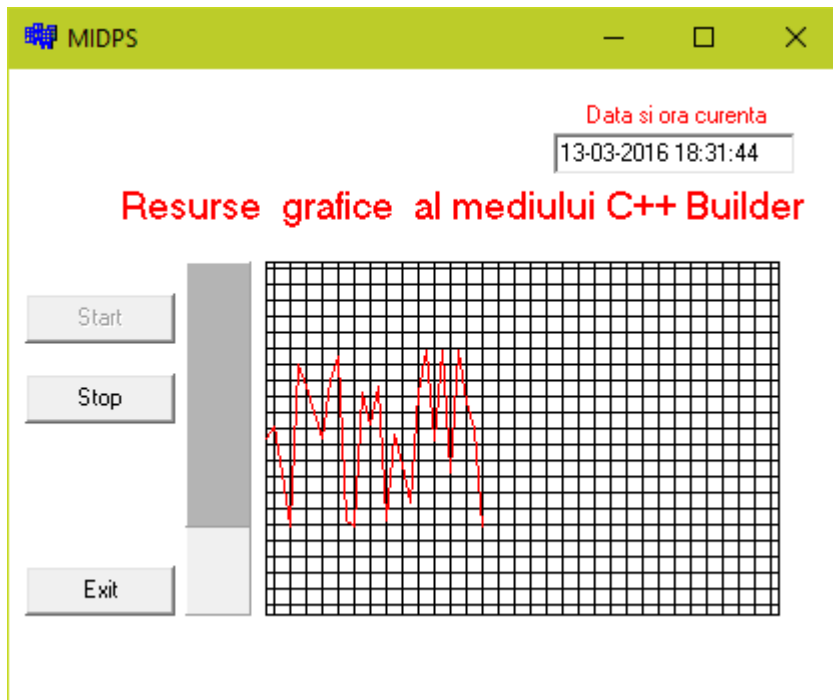 MIDPS
Data si ora curenta
13-03-2016 18:31:44
Resurse grafice al mediului C++ Builder
Start
Stop
Exit